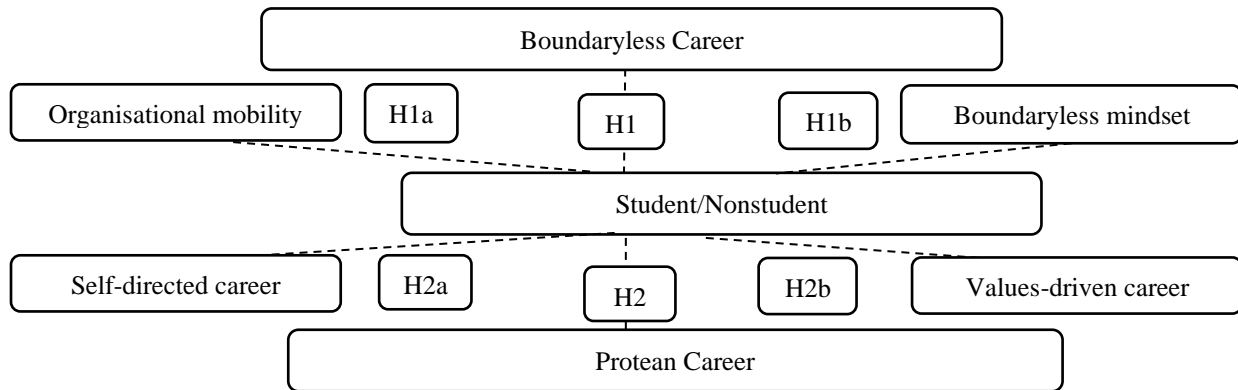 Boundaryless Career
Organisational mobility
H1a
H1
H1b
Boundaryless mindset
Student/Nonstudent
Self-directed career
H2a
H2
H2b
Values-driven career
Protean Career